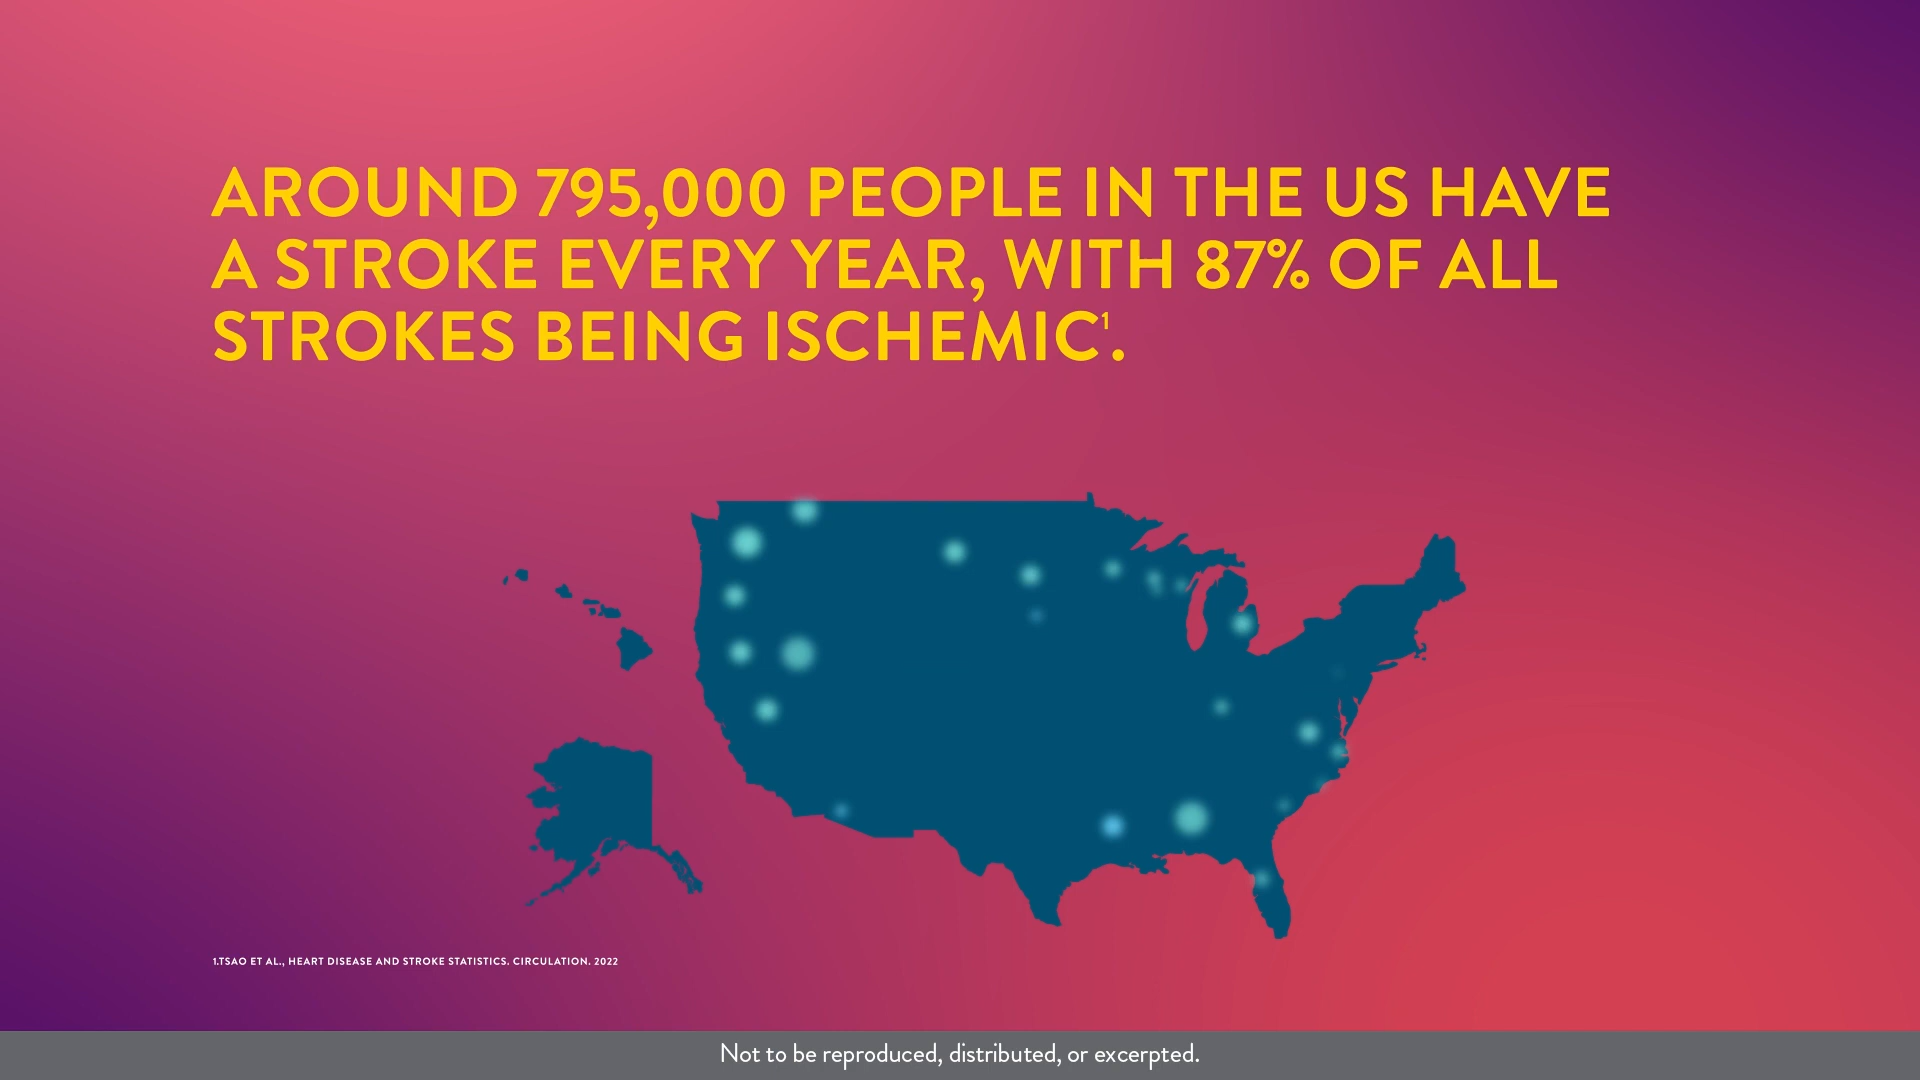 AROUND 795,000 PEOPLE IN THE US HAVE
A STROKE EVERY YEAR, WITH 87% OF ALL
STROKES BEING ISCHEMIC¹.
1.TSAO ET AL., HEART DISEASE AND STROKE STATISTICS. CIRCULATION. 2022
Not to be reproduced, distributed, or excerpted.